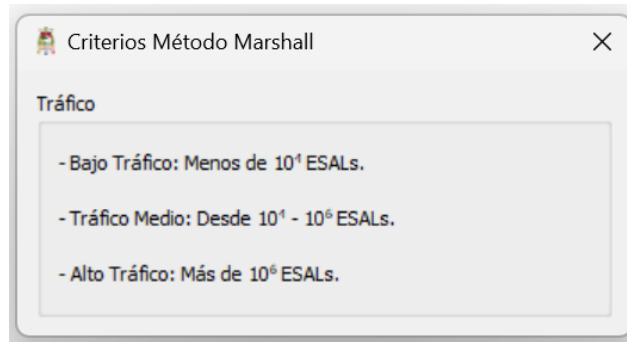 Criterios Método Marshall
Tráfico
- Bajo Tráfico: Menos de 10⁴ ESALs.
- Tráfico Medio: Desde 10⁴ - 10⁶ ESALs.
- Alto Tráfico: Más de 10⁶ ESALs.